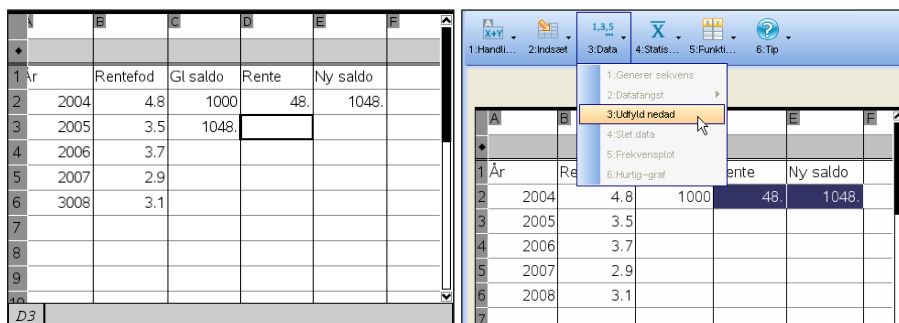 A B C D E F
1 År Rentefod Gl saldo Rente Ny saldo
2 2004 4.8 1000 48. 1048.
3 2005 3.5 1048.
4 2006 3.7
5 2007 2.9
6 3008 3.1
7
8
9
10
D3
1,3,5
X+Y
1:Handli... 2:Indsæt 3:Data 4:Statis... 5:Funkti... 6:Tip
1:Generer sekvens
2:Datafangst
3:Udfyld nedad
4:Slet data
5:Frekvensplot
6:Hurtig-graf
A B E F
1 År Re ente Ny saldo
2 2004 4.8 1000 48. 1048.
3 2005 3.5
4 2006 3.7
5 2007 2.9
6 2008 3.1
7